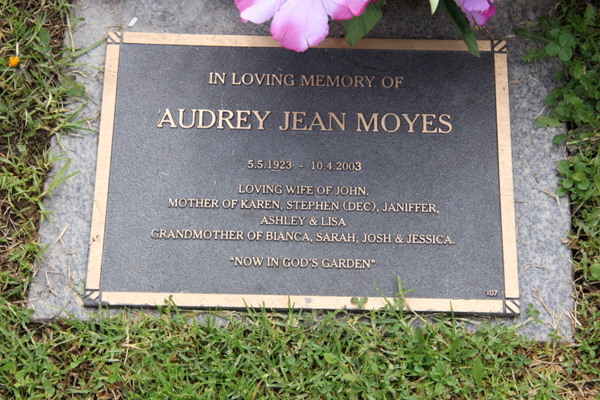 IN LOVING MEMORY OF
AUDREY JEAN MOYES
5.5.1923 - 10.4.2003
LOVING WIFE OF JOHN.
MOTHER OF KAREN, STEPHEN (DEC), JANIFFER,
ASHLEY & LISA
GRANDMOTHER OF BIANCA, SARAH, JOSH & JESSICA.
"NOW IN GOD'S GARDEN"
107